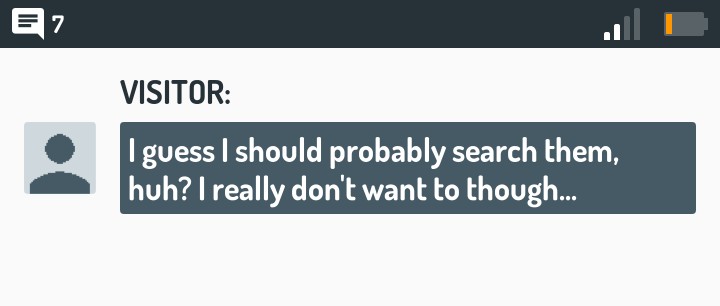 7
VISITOR:
I guess I should probably search them,
huh? I really don't want to though...